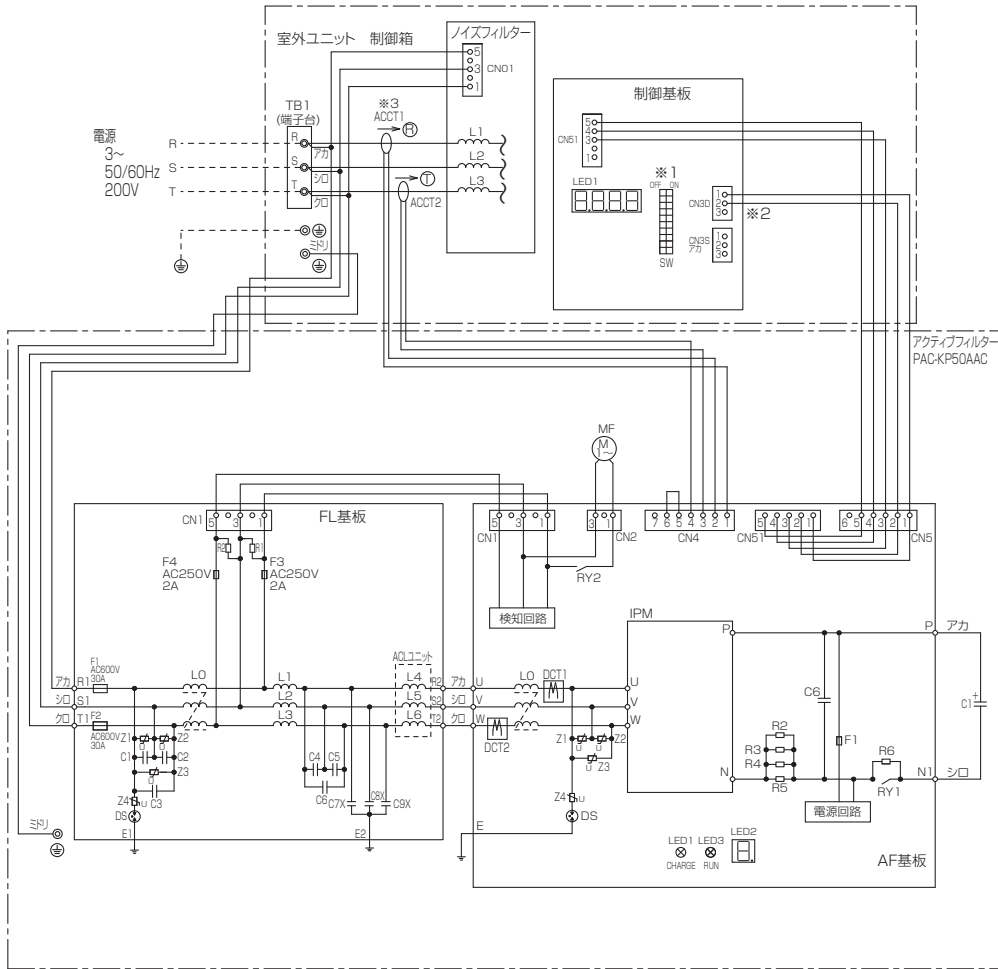 室外ユニット 制御箱
ノイズフィルター
5
3
1
CN01
TB1
(端子台)
※3
ACCT1
R
T
ACCT2
電源
3〜
50/60Hz
200V
R
S
T
R
S
T
アカ
シロ
クロ
ミドリ
L1
L2
L3
制御基板
CN51
5
4
3
1
LED1
※1
OFF ON
SW
CN3D
1
2
3
※2
CN3S
アカ
1
2
3
アクティブフィルター
PAC-KP50AAC
MF
M
1〜
FL基板
CN1
5
3
1
R2
R1
F4
AC250V
2A
F3
AC250V
2A
CN1
5
3
1
CN2
3
1
RY2
検知回路
CN4
7
6
5
4
3
2
1
CN51
5
4
3
2
1
CN5
6
5
4
3
2
1
ACLユニット
アカ
R1
シロ
S1
クロ
T1
F1
AC600V
30A
F2
AC600V
30A
L0
L1
L2
L3
L4
L5
L6
R2
S2
T2
Z1
U
Z2
U
C1
C2
Z3
U
C3
Z4
U
DS
E1
C4
C5
C6
C7X
C8X
C9X
E2
ミドリ
アカ
シロ
クロ
U
V
W
L0
DCT1
DCT2
Z1
U
Z2
U
Z3
U
Z4
U
DS
E
IPM
U
V
W
P
N
R2
R3
R4
R5
C6
F1
R6
RY1
電源回路
P
アカ
N1
シロ
C1
+
LED1
CHARGE
LED3
RUN
LED2
AF基板